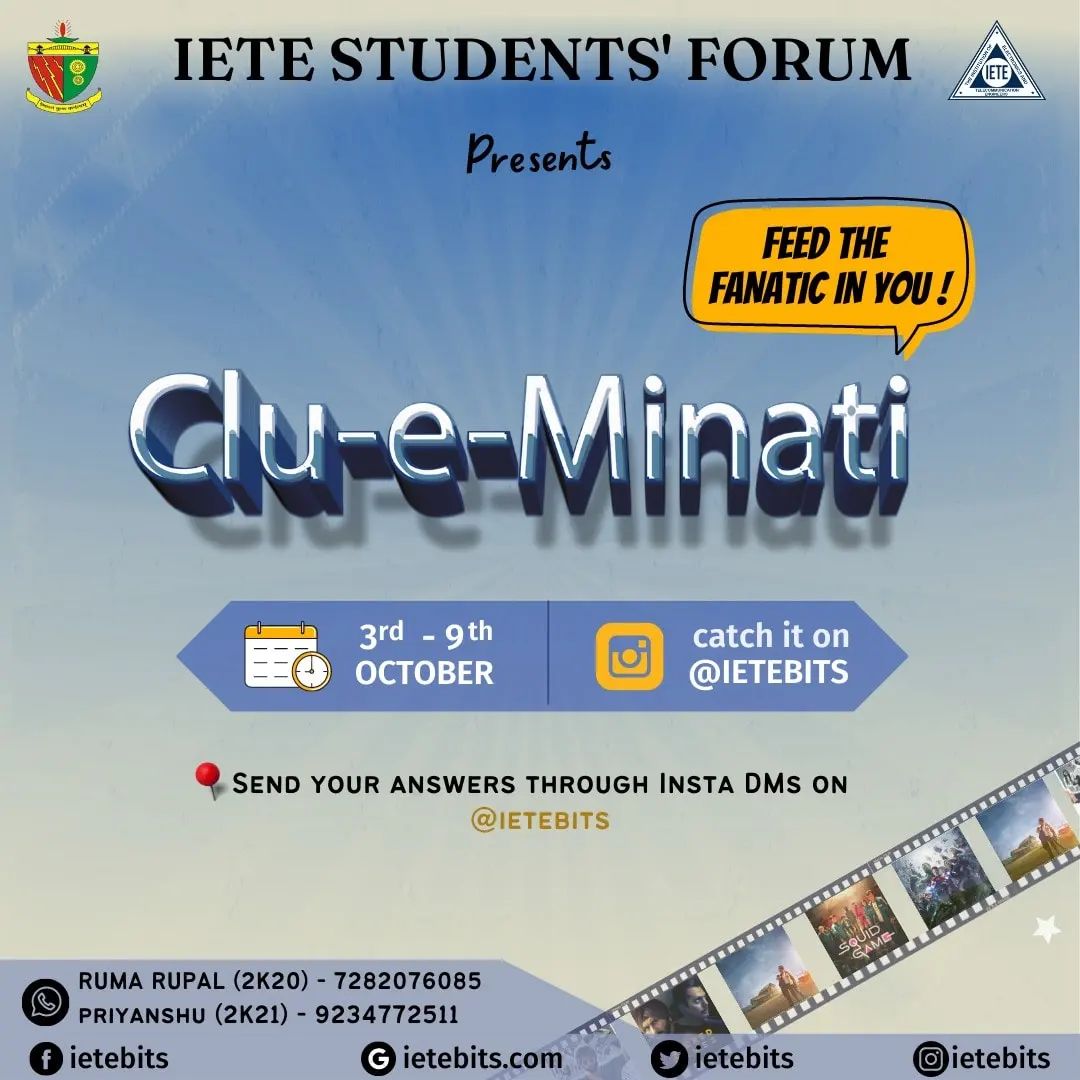 IETE STUDENTS' FORUM
IETE
Presents
FEED THE
FANATIC IN YOU !
Clu-e-Minati
3rd - 9th
OCTOBER
catch it on
@IETEBITS
SEND YOUR ANSWERS THROUGH INSTA DMS ON
@IETEBITS
SQUID
GAME
RUMA RUPAL (2K20) - 7282076085
PRIYANSHU (2K21) - 9234772511
ietebits
ietebits.com
ietebits
ietebits